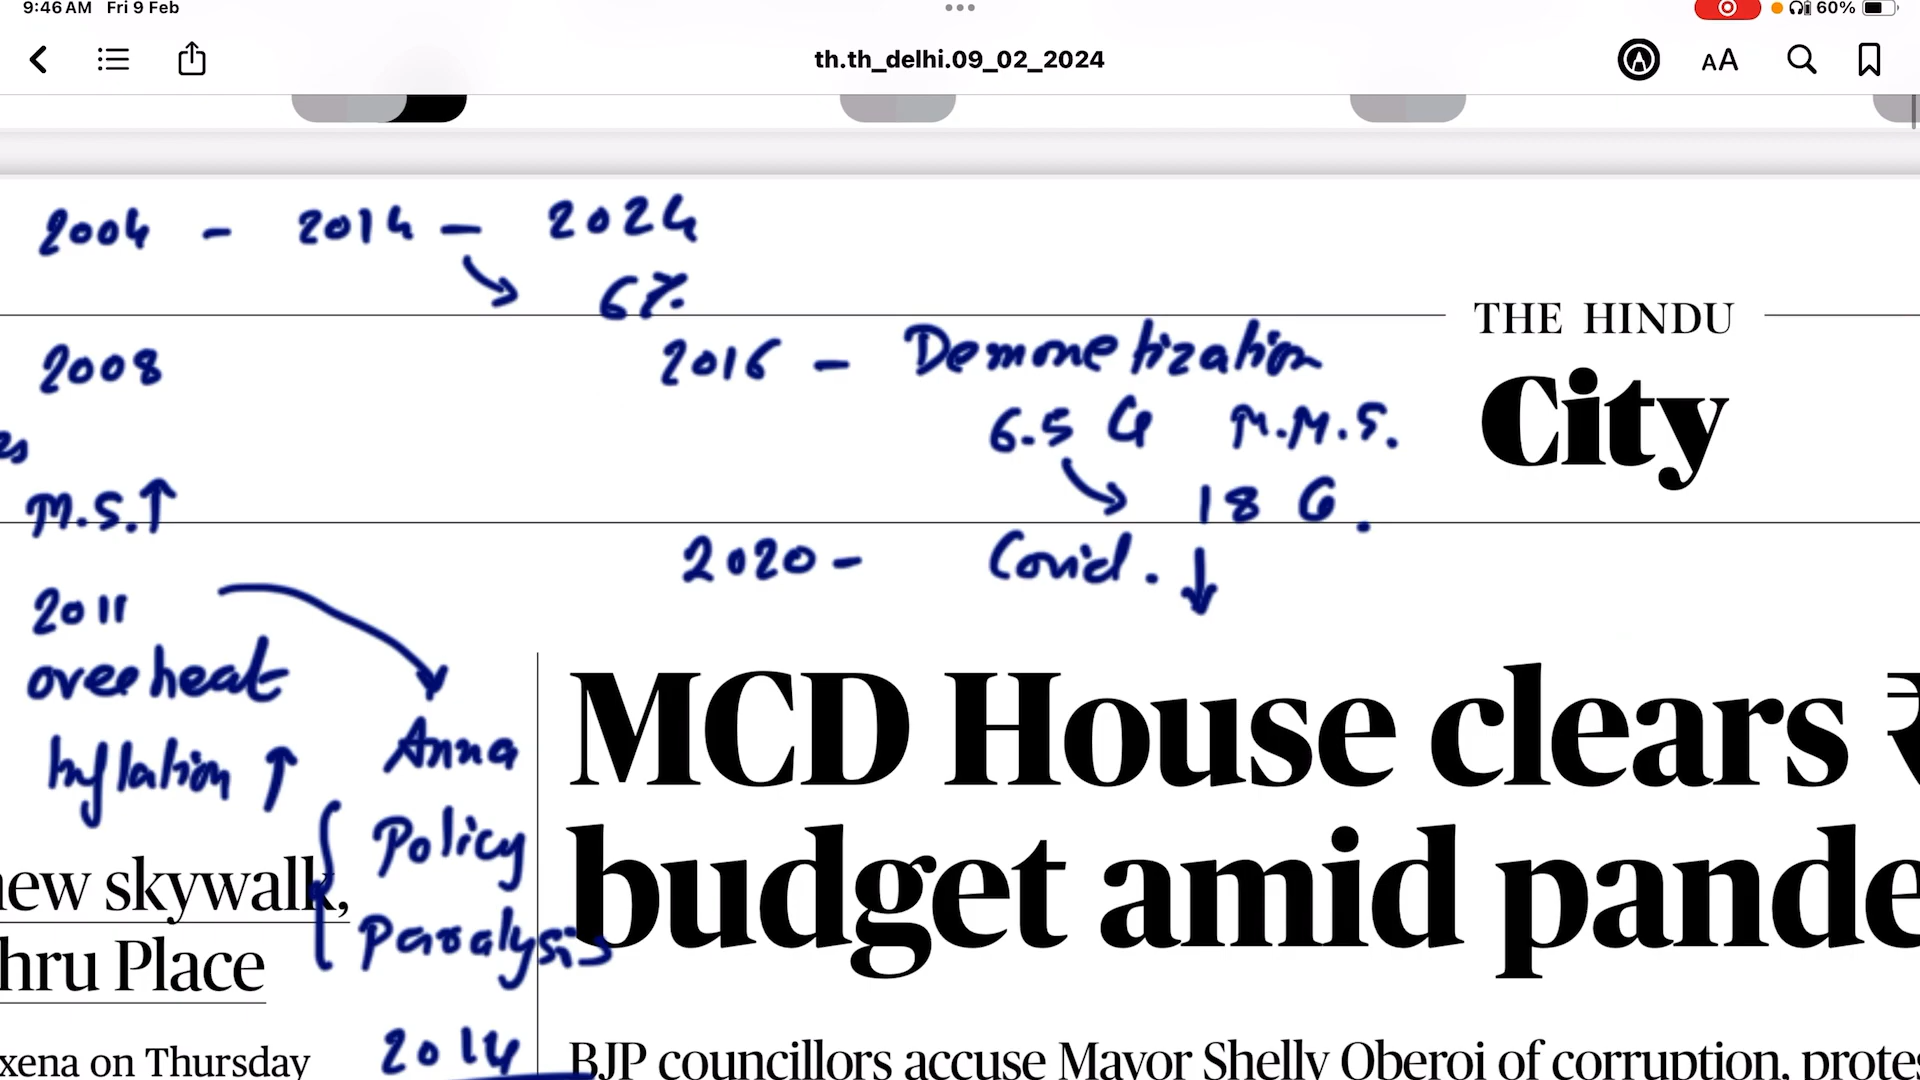 9:46 AM Fri 9 Feb
60%
th.th_delhi.09_02_2024
AA
2004 - 2014 - 2024
6%
THE HINDU
City
2008
2016 - Demonetization
6.5 M.M.S.
M.S.↑
18
2020 - Covid. ↓
2011
overheat
Inflation ↑
Anna
Policy
Paralysis
2014
new skywalk,
hru Place
xena on Thursday
MCD House clears ₹
budget amid pande
BJP councillors accuse Mayor Shelly Oberoi of corruption, prote